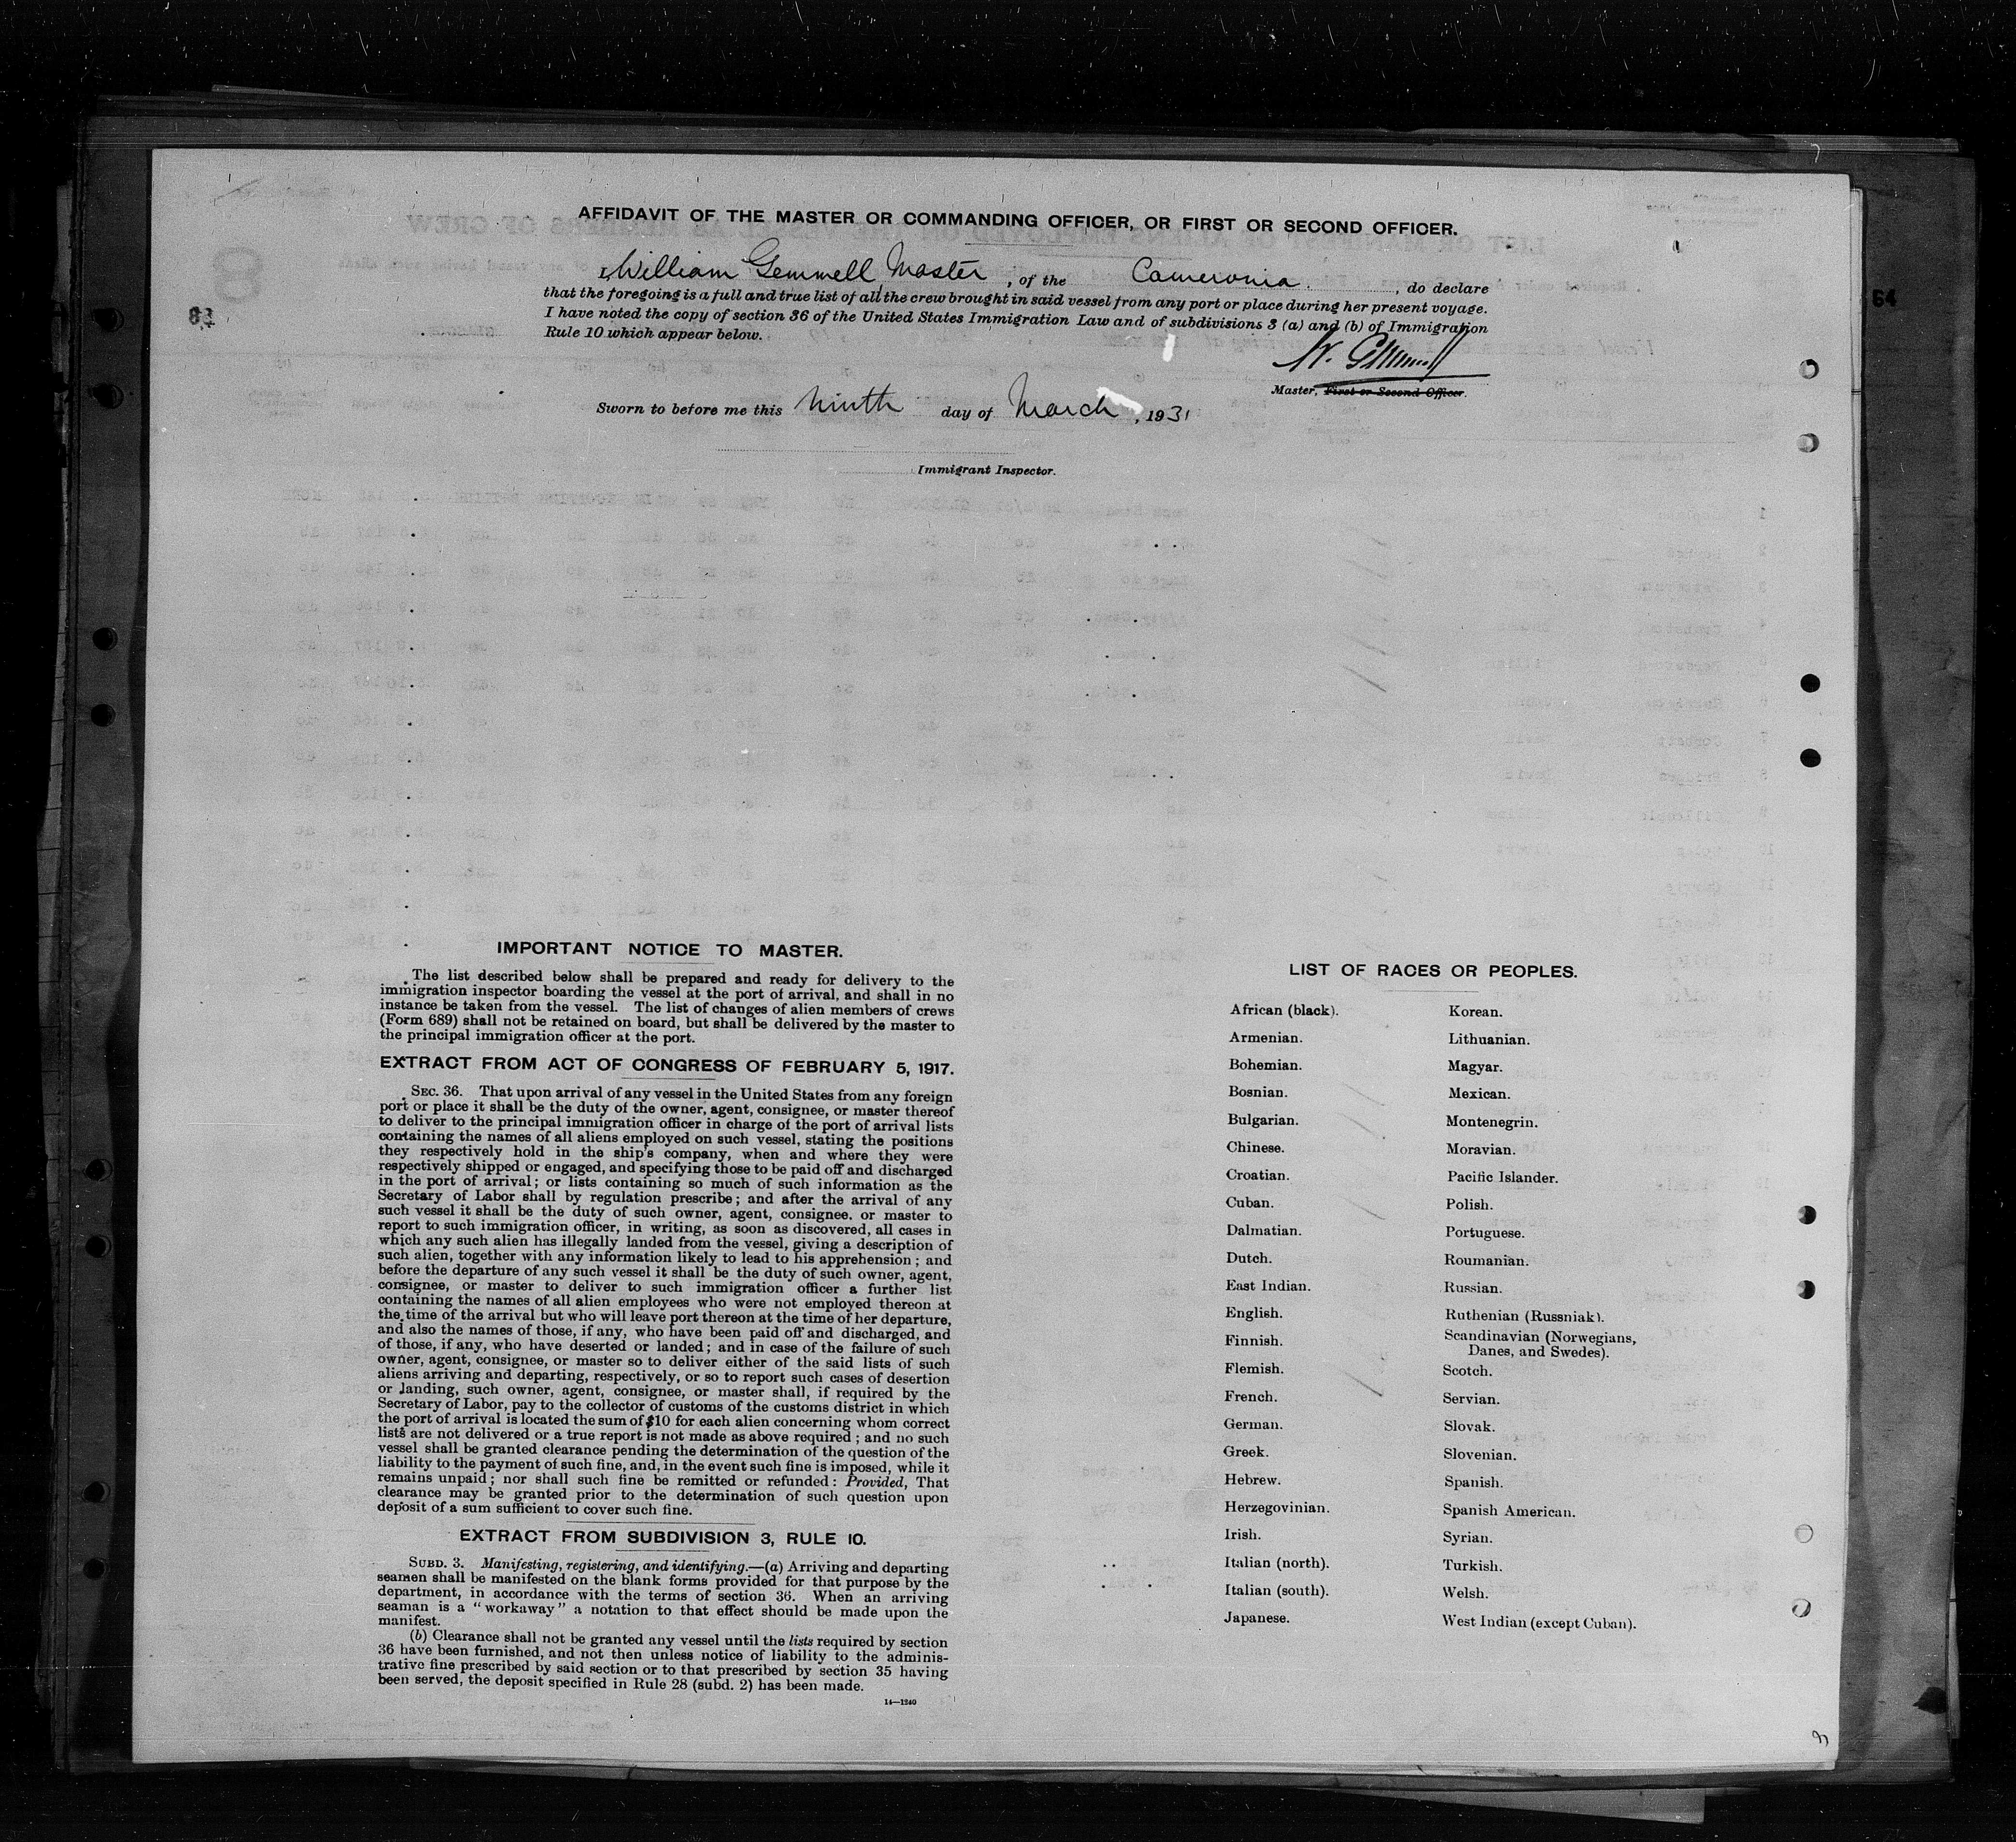 AFFIDAVIT OF THE MASTER OR COMMANDING OFFICER, OR FIRST OR SECOND OFFICER.
I, William Gemmell, Master, of the Cameronia, do declare
that the foregoing is a full and true list of all the crew brought in said vessel from any port or place during her present voyage.
I have noted the copy of section 36 of the United States Immigration Law and of subdivisions 3 (a) and (b) of Immigration
Rule 10 which appear below.
W. Gemmell
Master, First or Second Officer.
Sworn to before me this ninth day of March, 1931
Immigrant Inspector.
64
IMPORTANT NOTICE TO MASTER.
The list described below shall be prepared and ready for delivery to the
immigration inspector boarding the vessel at the port of arrival, and shall in no
instance be taken from the vessel. The list of changes of alien members of crews
(Form 689) shall not be retained on board, but shall be delivered by the master to
the principal immigration officer at the port.
EXTRACT FROM ACT OF CONGRESS OF FEBRUARY 5, 1917.
SEC. 36. That upon arrival of any vessel in the United States from any foreign
port or place it shall be the duty of the owner, agent, consignee, or master thereof
to deliver to the principal immigration officer in charge of the port of arrival lists
containing the names of all aliens employed on such vessel, stating the positions
they respectively hold in the ship's company, when and where they were
respectively shipped or engaged, and specifying those to be paid off and discharged
in the port of arrival; or lists containing so much of such information as the
Secretary of Labor shall by regulation prescribe; and after the arrival of any
such vessel it shall be the duty of such owner, agent, consignee, or master to
report to such immigration officer, in writing, as soon as discovered, all cases in
which any such alien has illegally landed from the vessel, giving a description of
such alien, together with any information likely to lead to his apprehension; and
before the departure of any such vessel it shall be the duty of such owner, agent,
consignee, or master to deliver to such immigration officer a further list
containing the names of all alien employees who were not employed thereon at
the time of the arrival but who will leave port thereon at the time of her departure,
and also the names of those, if any, who have been paid off and discharged, and
of those, if any, who have deserted or landed; and in case of the failure of such
owner, agent, consignee, or master so to deliver either of the said lists of such
aliens arriving and departing, respectively, or so to report such cases of desertion
or landing, such owner, agent, consignee, or master shall, if required by the
Secretary of Labor, pay to the collector of customs of the customs district in which
the port of arrival is located the sum of $10 for each alien concerning whom correct
lists are not delivered or a true report is not made as above required; and no such
vessel shall be granted clearance pending the determination of the question of the
liability to the payment of such fine, and, in the event such fine is imposed, while it
remains unpaid; nor shall such fine be remitted or refunded: Provided, That
clearance may be granted prior to the determination of such question upon
deposit of a sum sufficient to cover such fine.
EXTRACT FROM SUBDIVISION 3, RULE 10.
SUBD. 3. Manifesting, registering, and identifying.—(a) Arriving and departing
seamen shall be manifested on the blank forms provided for that purpose by the
department, in accordance with the terms of section 36. When an arriving
seaman is a "workaway" a notation to that effect should be made upon the
manifest.
(b) Clearance shall not be granted any vessel until the lists required by section
36 have been furnished, and not then unless notice of liability to the adminis-
trative fine prescribed by said section or to that prescribed by section 35 having
been served, the deposit specified in Rule 28 (subd. 2) has been made.
14—1240
LIST OF RACES OR PEOPLES.
African (black).
Armenian.
Bohemian.
Bosnian.
Bulgarian.
Chinese.
Croatian.
Cuban.
Dalmatian.
Dutch.
East Indian.
English.
Finnish.
Flemish.
French.
German.
Greek.
Hebrew.
Herzegovinian.
Irish.
Italian (north).
Italian (south).
Japanese.
Korean.
Lithuanian.
Magyar.
Mexican.
Montenegrin.
Moravian.
Pacific Islander.
Polish.
Portuguese.
Roumanian.
Russian.
Ruthenian (Russniak).
Scandinavian (Norwegians,
Danes, and Swedes).
Scotch.
Servian.
Slovak.
Slovenian.
Spanish.
Spanish American.
Syrian.
Turkish.
Welsh.
West Indian (except Cuban).